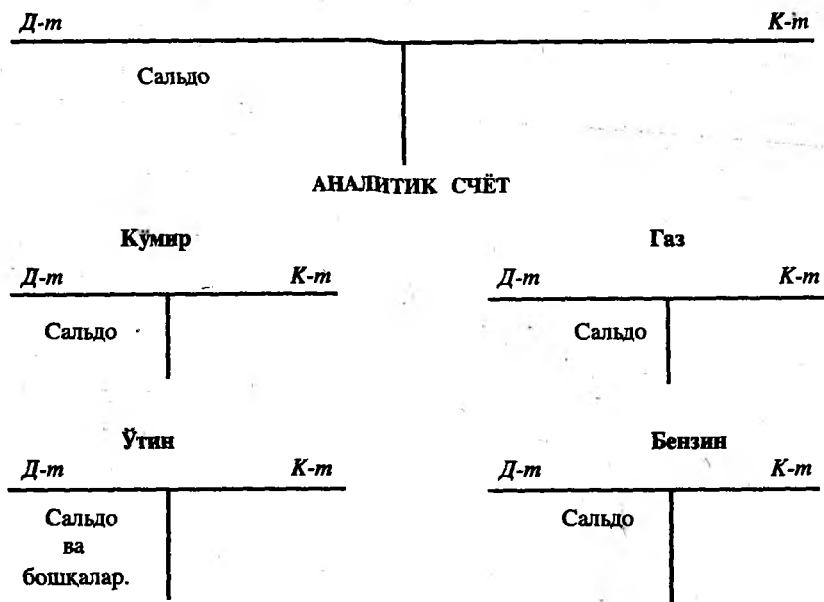 Д-т К-т
Сальдо
АНАЛИТИК СЧЁТ
Кўмир Газ
Д-т К-т Д-т К-т
Сальдо Сальдо
Ўтин Бензин
Д-т К-т Д-т К-т
Сальдо Сальдо
ва
бошқалар.